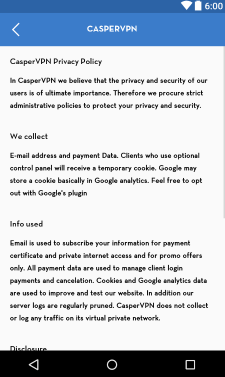 6:00
CASPERVPN
CasperVPN Privacy Policy
In CasperVPN we believe that the privacy and security of our
users is of ultimate importance. Therefore we procure strict
administrative policies to protect your privacy and security.
We collect
E-mail address and payment Data. Clients who use optional
control panel will receive a temporary cookie. Google may
store a cookie basically in Google analytics. Feel free to opt
out with Google's plugin
Info used
Email is used to subscribe your information for payment
certificate and private internet access and for promo offers
only. All payment data are used to manage client login
payments and cancelation. Cookies and Google analytics data
are used to improve and test our website. In addition our
server logs are regularly pruned. CasperVPN does not collect
or log any traffic on its virtual private network.
Disclosure